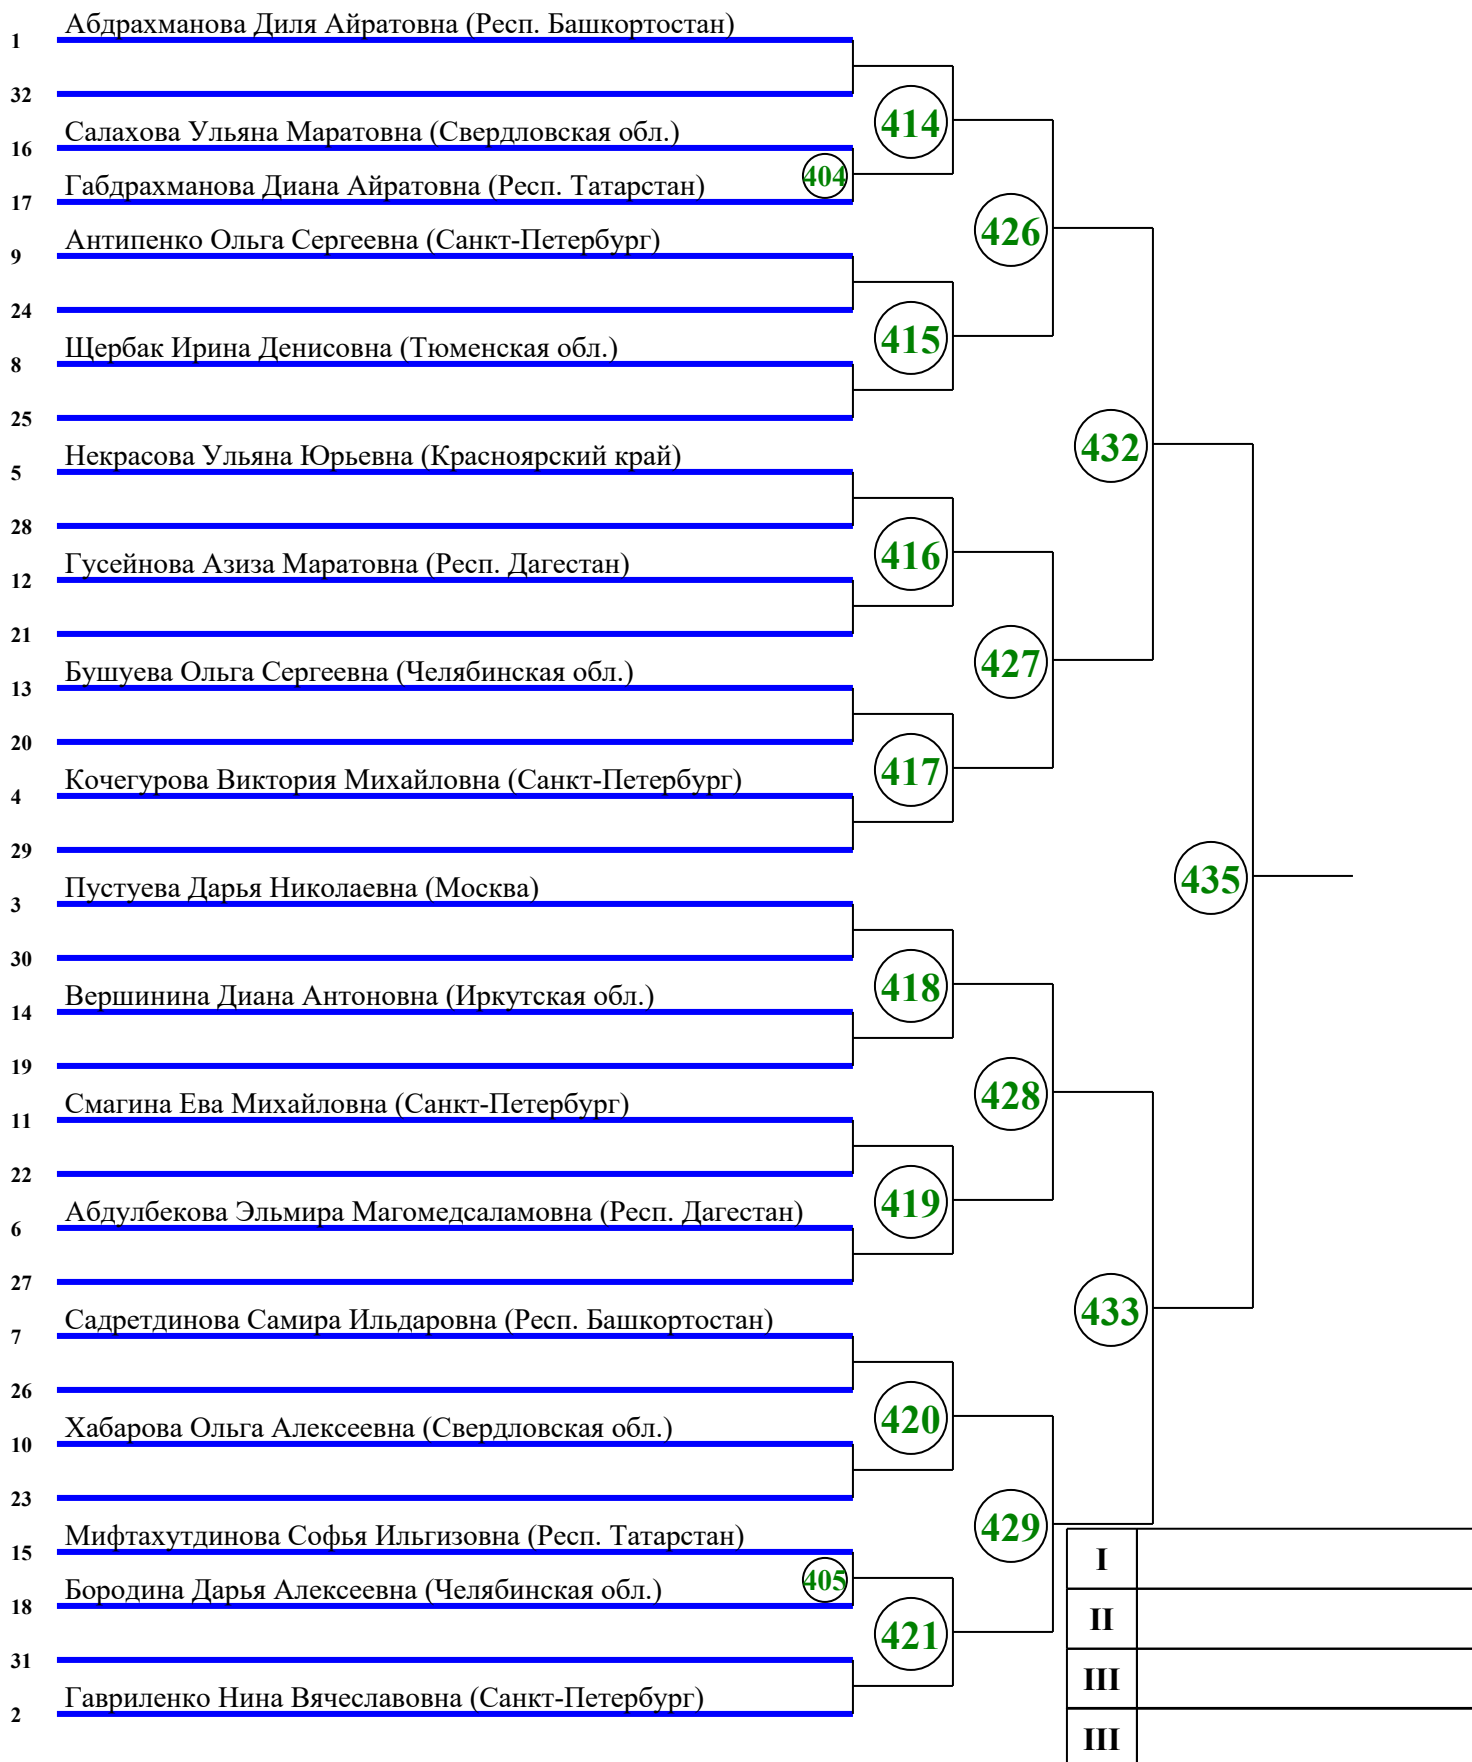 Абдрахманова Диля Айратовна (Респ. Башкортостан)
1
32
414
Салахова Ульяна Маратовна (Свердловская обл.)
16
404
Габдрахманова Диана Айратовна (Респ. Татарстан)
17
426
Антипенко Ольга Сергеевна (Санкт-Петербург)
9
24
415
Щербак Ирина Денисовна (Тюменская обл.)
8
25
432
Некрасова Ульяна Юрьевна (Красноярский край)
5
28
416
Гусейнова Азиза Маратовна (Респ. Дагестан)
12
21
427
Бушуева Ольга Сергеевна (Челябинская обл.)
13
20
417
Кочегурова Виктория Михайловна (Санкт-Петербург)
4
29
435
Пустуева Дарья Николаевна (Москва)
3
30
418
Вершинина Диана Антоновна (Иркутская обл.)
14
19
428
Смагина Ева Михайловна (Санкт-Петербург)
11
22
419
Абдулбекова Эльмира Магомедсаламовна (Респ. Дагестан)
6
27
433
Садретдинова Самира Ильдаровна (Респ. Башкортостан)
7
26
420
Хабарова Ольга Алексеевна (Свердловская обл.)
10
23
429
Мифтахутдинова Софья Ильгизовна (Респ. Татарстан)
15
405
Бородина Дарья Алексеевна (Челябинская обл.)
18
421
31
Гавриленко Нина Вячеславовна (Санкт-Петербург)
2
I
II
III
III